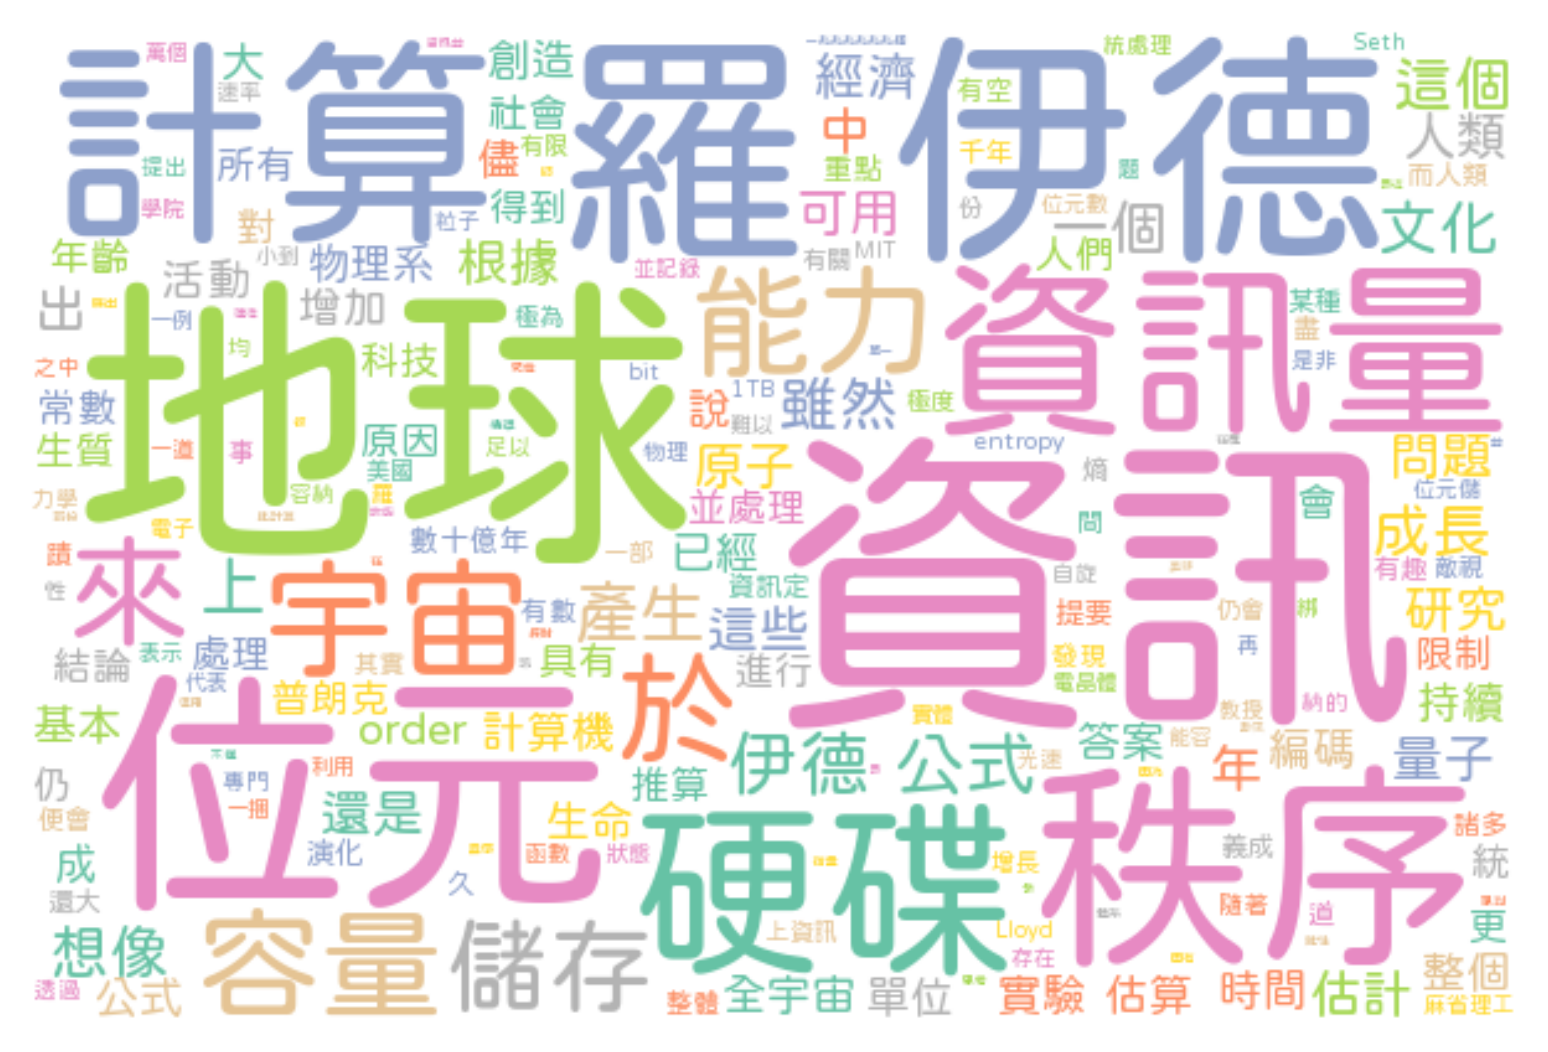 萬個
大
速率
計算
創造
社會
羅
一九九九九九種
經濟
伊德
有空
統處理
Seth
這個
人類
提出
所有
儘
有限
中
重點
千年
題
而人類
學院
對
粒子
得到
可用
份
位元數
一個
文化
年齡
小到
物理系
根據
有關
MIT
人們
活動
並記錄
出
一例
增加
地球
極為
能力
資訊量
某種
盡
是非
之中
均
科技
bit
1TB
雖然
極度
常數
說
難以
生質
一道
事
原因
美國
足以
物理
原子
entropy
問題
力學
容納
羅
並處理
資訊
熵
會
位元儲
電子
間
成長
蹟
來
數十億年
一部
已經
有趣
敵視
性
上
宇宙
有數
產生
資訊定
這些
自旋
提要
仍會
綁
研究
結論
表示
處理
其實
具有
於
進行
發現
再
限制
代表
電晶體
位元
普朗克
納的
持續
基本
order
計算機
實體
教授
伊德
公式
答案
能容
編碼
量子
仍
專門
利用
推算
光速
年
秩序
便會
一捆
還是
生命
硬碟
諸多
成
演化
函數
狀態
增長
義成
統
還大
久
隨著
道
更
想像
容量
儲存
上資訊
Lloyd
存在
整個
透過
公式
整體
全宇宙
單位
實驗
估算
時間
估計
麻省理工